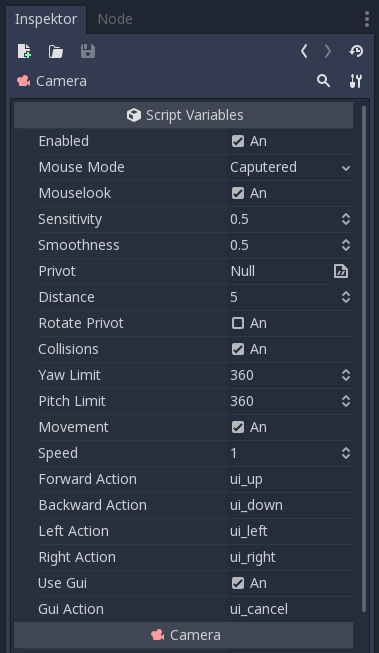 Inspektor Node
Camera
Script Variables
Enabled An
Mouse Mode Caputered
Mouselook An
Sensitivity 0.5
Smoothness 0.5
Privot Null
Distance 5
Rotate Privot An
Collisions An
Yaw Limit 360
Pitch Limit 360
Movement An
Speed 1
Forward Action ui_up
Backward Action ui_down
Left Action ui_left
Right Action ui_right
Use Gui An
Gui Action ui_cancel
Camera